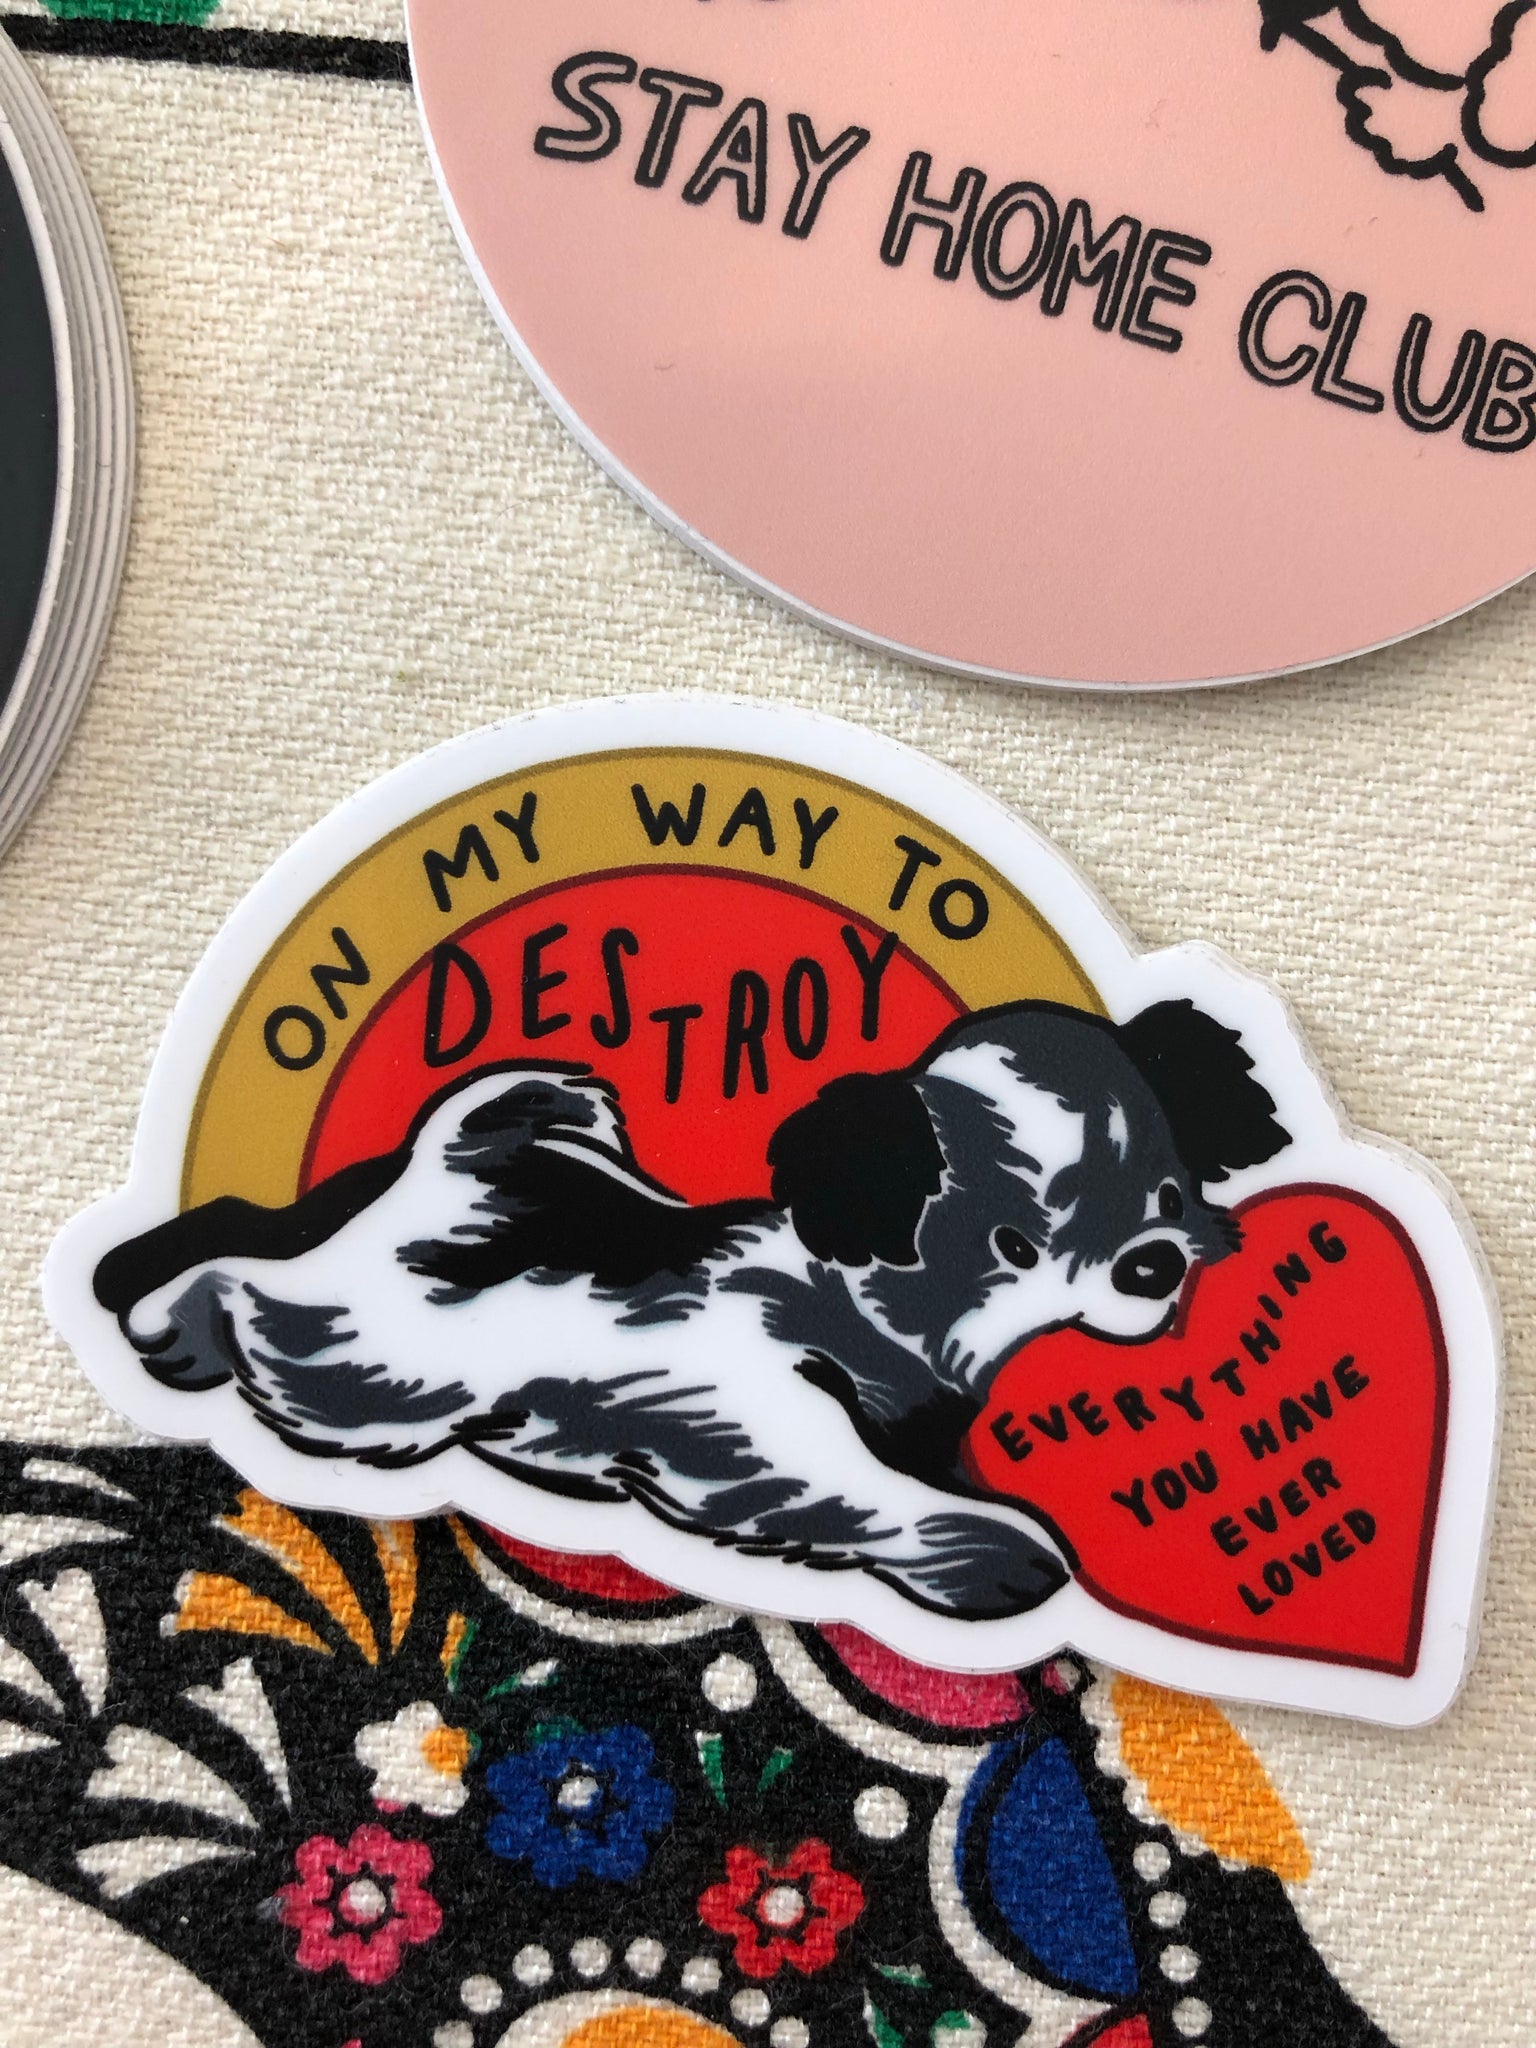 STAY HOME CLUB
ON MY WAY TO
DESTROY
EVERYTHING
YOU HAVE
EVER
LOVED